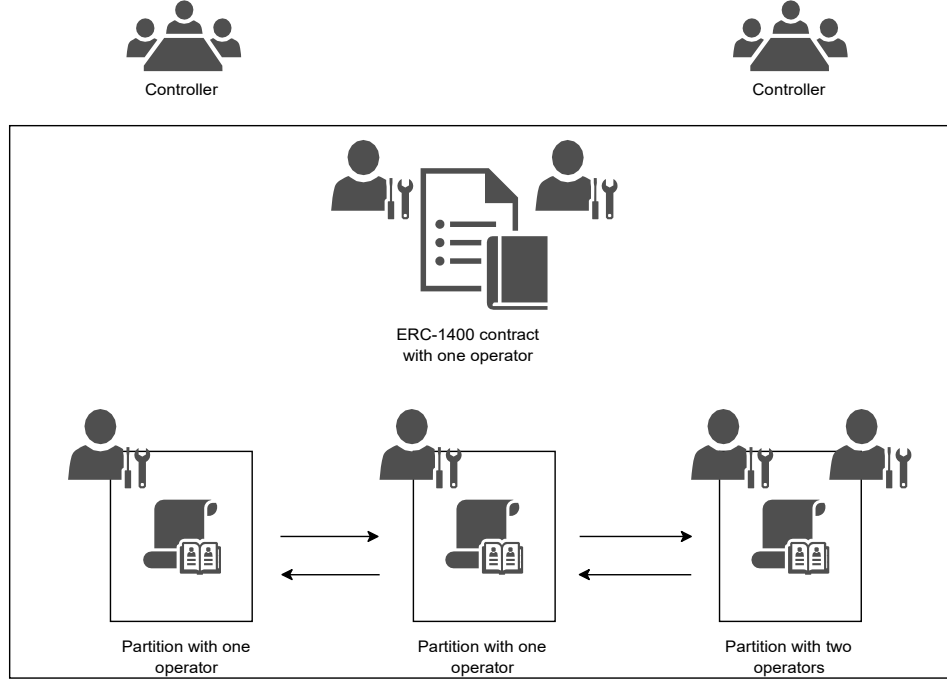 Controller
Controller
ERC-1400 contract
with one operator
Partition with one
operator
Partition with one
operator
Partition with two
operators